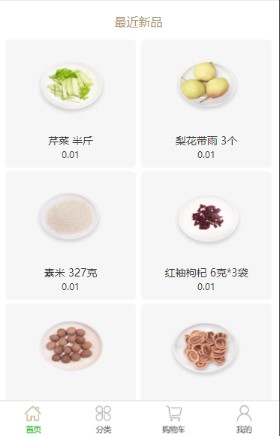 最近新品
芹菜 半斤
0.01
梨花带雨 3个
0.01
素米 327克
0.01
红袖枸杞 6克*3袋
0.01
首页 分类 购物车 我的